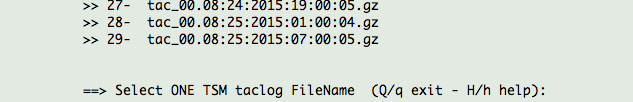 >> 27-  tac_00.08:24:2015:19:00:05.gz
>> 28-  tac_00.08:25:2015:01:00:04.gz
>> 29-  tac_00.08:25:2015:07:00:05.gz
==> Select ONE TSM taclog FileName  (Q/q exit - H/h help):